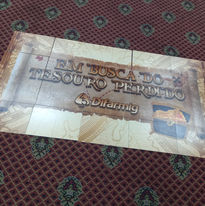 EM BUSCA DO
TESOURO PERDIDO
Difarmig